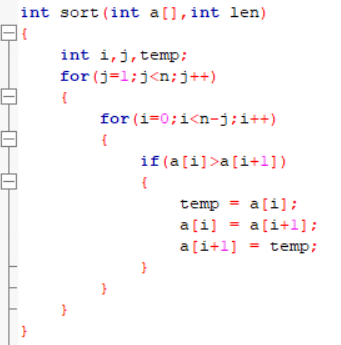 int sort(int a[],int len)
{
int i,j,temp;
for(j=1;j<n;j++)
{
for(i=0;i<n-j;i++)
{
if(a[i]>a[i+1])
{
temp = a[i];
a[i] = a[i+1];
a[i+1] = temp;
}
}
}
}